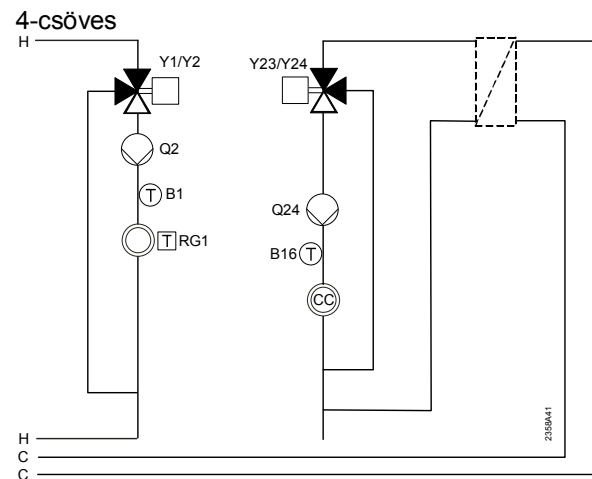 4-csöves
H
Y1/Y2
Y23/Y24
Q2
T B1
Q24
T RG1
B16 T
CC
2358A41
H
C
C